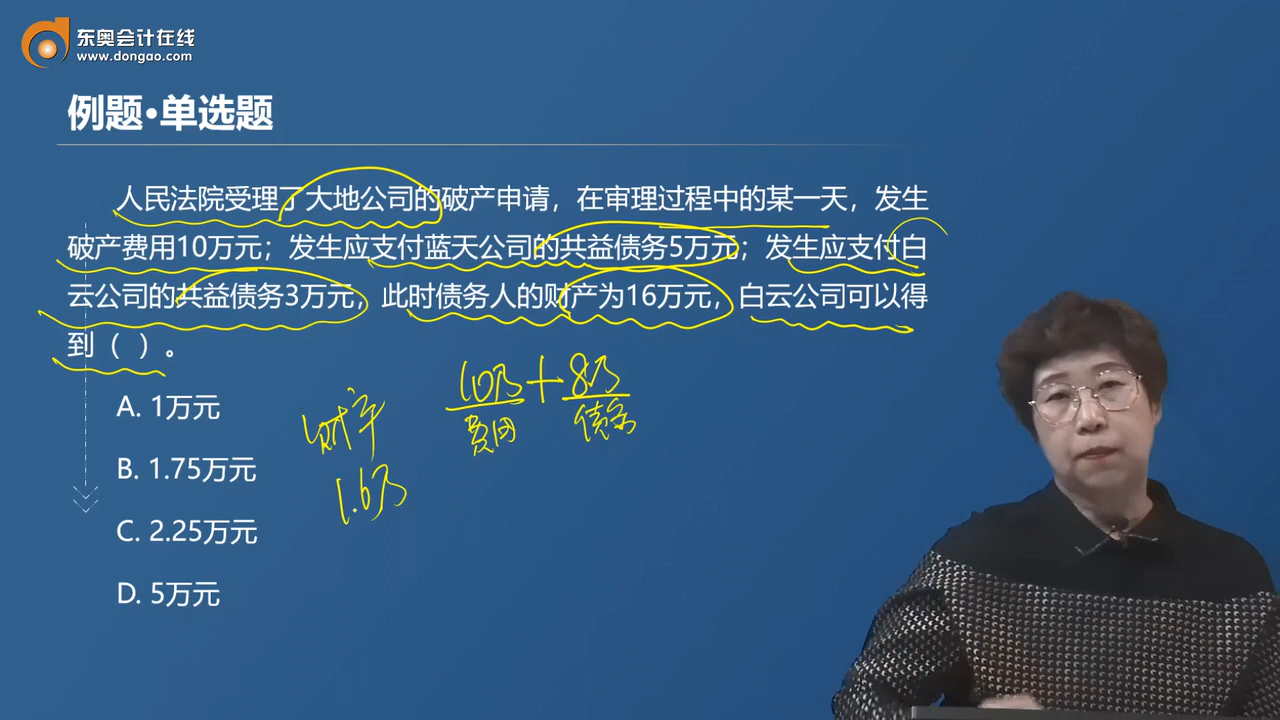 东奥会计在线
www.dongao.com
例题·单选题
人民法院受理了大地公司的破产申请，在审理过程中的某一天，发生
破产费用10万元；发生应支付蓝天公司的共益债务5万元；发生应支付白
云公司的共益债务3万元，此时债务人的财产为16万元，白云公司可以得
到（ ）。
A. 1万元
B. 1.75万元
C. 2.25万元
D. 5万元
10万+8万
费用 债务
财产
1.6万